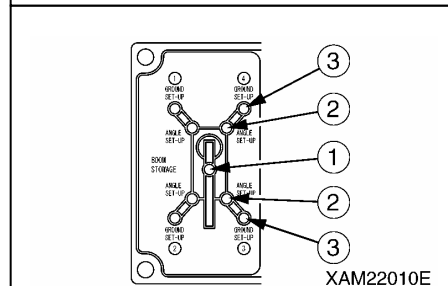 ① ④ ③
GROUND SET-UP GROUND SET-UP
② 
ANGLE SET-UP ANGLE SET-UP
BOOM STORAGE ①
ANGLE SET-UP ANGLE SET-UP
②
GROUND SET-UP GROUND SET-UP
② ③ ③
XAM22010E